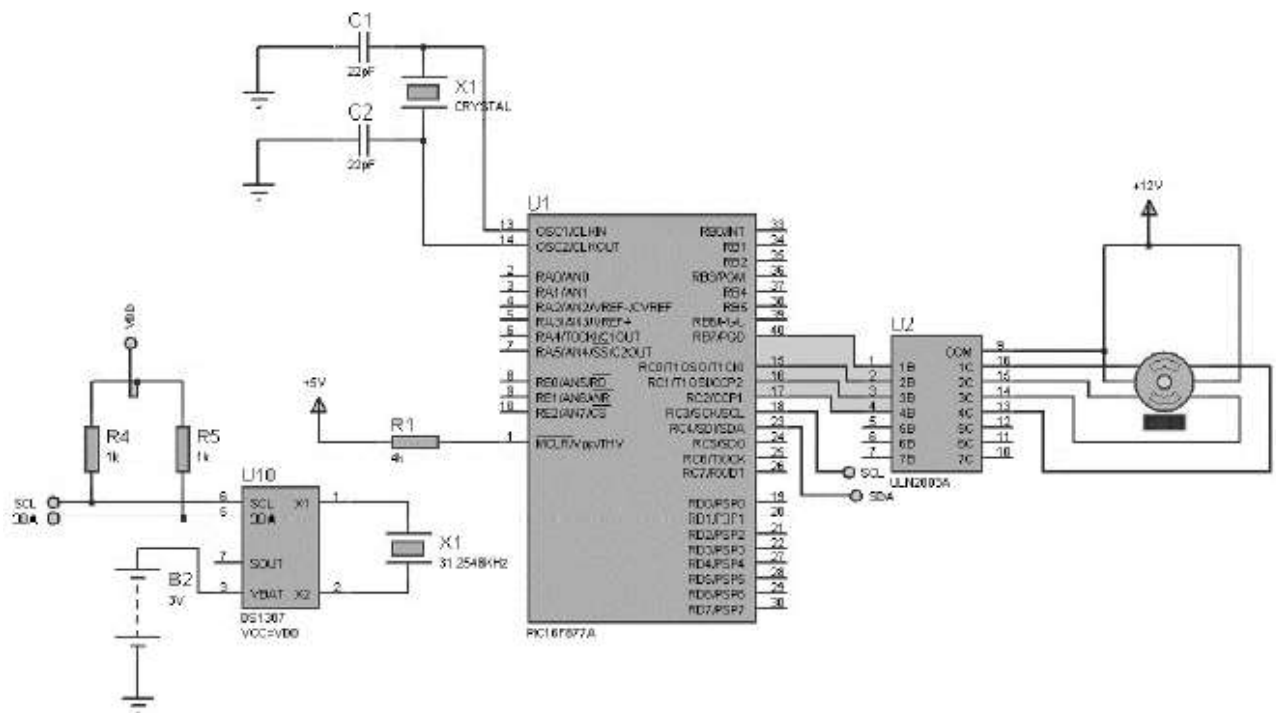 C1
22pF
X1
CRYSTAL
C2
22pF
U1
13 OSC1/CLKIN
14 OSC2/CLKOUT
2 RA0/AN0
3 RA1/AN1
4 RA2/AN2/VREF-/CVREF
5 RA3/AN3/VREF+
6 RA4/T0CKI/C1OUT
7 RA5/AN4/SS/C2OUT
8 RE0/AN5/RD
9 RE1/AN6/WR
10 RE2/AN7/CS
1 MCLR/Vpp/THV
RB0/INT 33
RB1 34
RB2 35
RB3/PGM 36
RB4 37
RB5 38
RB6/PGC 39
RB7/PGD 40
RC0/T1OSO/T1CKI 15
RC1/T1OSI/CCP2 16
RC2/CCP1 17
RC3/SCK/SCL 18
RC4/SDI/SDA 23
RC5/SDO 24
RC6/TX/CK 25
RC7/RX/DT 26
RD0/PSP0 19
RD1/PSP1 20
RD2/PSP2 21
RD3/PSP3 22
RD4/PSP4 27
RD5/PSP5 28
RD6/PSP6 29
RD7/PSP7 30
PIC16F877A
+12V
U2
COM 9
1 1B 1C 16
2 2B 2C 15
3 3B 3C 14
4 4B 4C 13
5 5B 5C 12
6 6B 6C 11
7 7B 7C 10
ULN2003A
SCL
SDA
VDD
+5V
R1
4k
R4
1k
R5
1k
U10
SCL
SDA
6 SCL X1 1
5 SDA
7 SOUT
3 VBAT X2 2
DS1307
VCC=VDD
X1
31.2548KHz
B2
3V